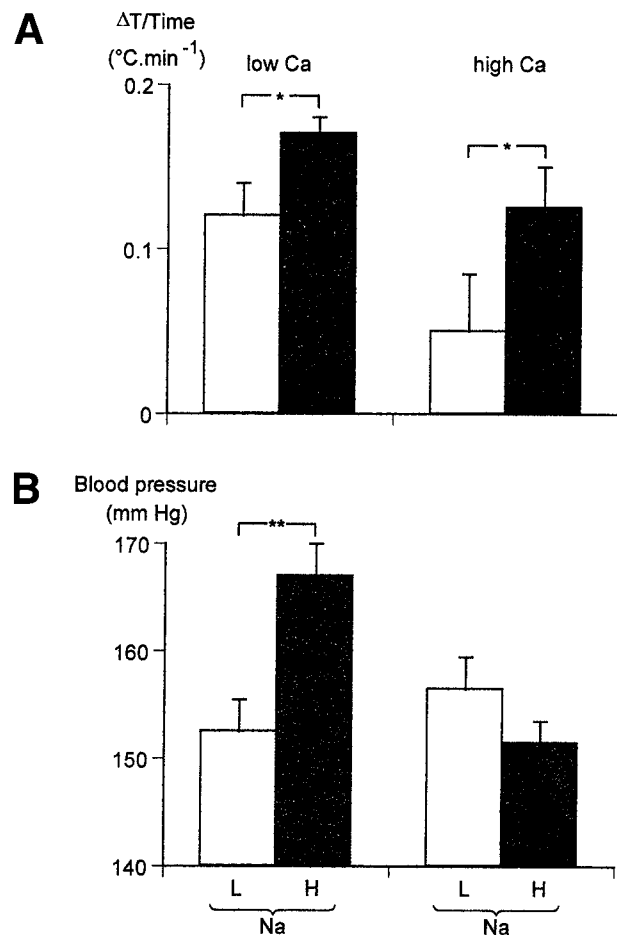 A
ΔT/Time
(°C.min⁻¹)
low Ca
high Ca
0.2
*
*
0.1
0
B
Blood pressure
(mm Hg)
**
170
160
150
140
L H L H
Na Na